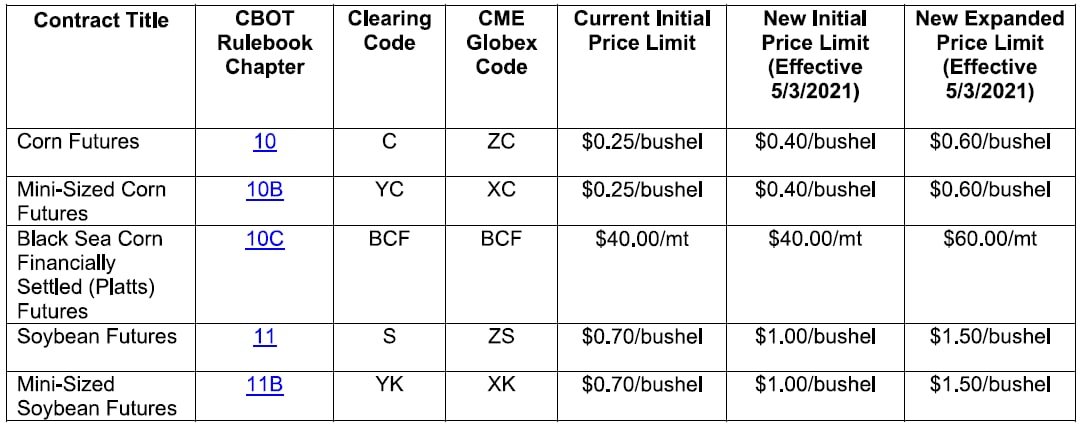 Contract Title
CBOT
Rulebook
Chapter
Clearing
Code
CME
Globex
Code
Current Initial
Price Limit
New Initial
Price Limit
(Effective
5/3/2021)
New Expanded
Price Limit
(Effective
5/3/2021)
Corn Futures
10
C
ZC
$0.25/bushel
$0.40/bushel
$0.60/bushel
Mini-Sized Corn
Futures
10B
YC
XC
$0.25/bushel
$0.40/bushel
$0.60/bushel
Black Sea Corn
Financially
Settled (Platts)
Futures
10C
BCF
BCF
$40.00/mt
$40.00/mt
$60.00/mt
Soybean Futures
11
S
ZS
$0.70/bushel
$1.00/bushel
$1.50/bushel
Mini-Sized
Soybean Futures
11B
YK
XK
$0.70/bushel
$1.00/bushel
$1.50/bushel